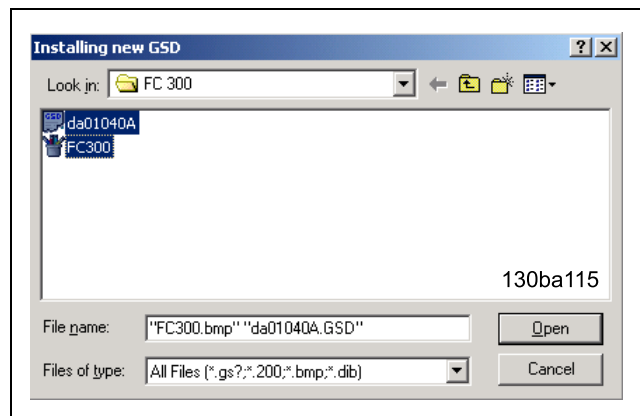 Installing new GSD
Look in: FC 300
da01040A
FC300
130ba115
File name: "FC300.bmp" "da01040A.GSD" Open
Files of type: All Files (*.gs?;*.200;*.bmp;*.dib) Cancel